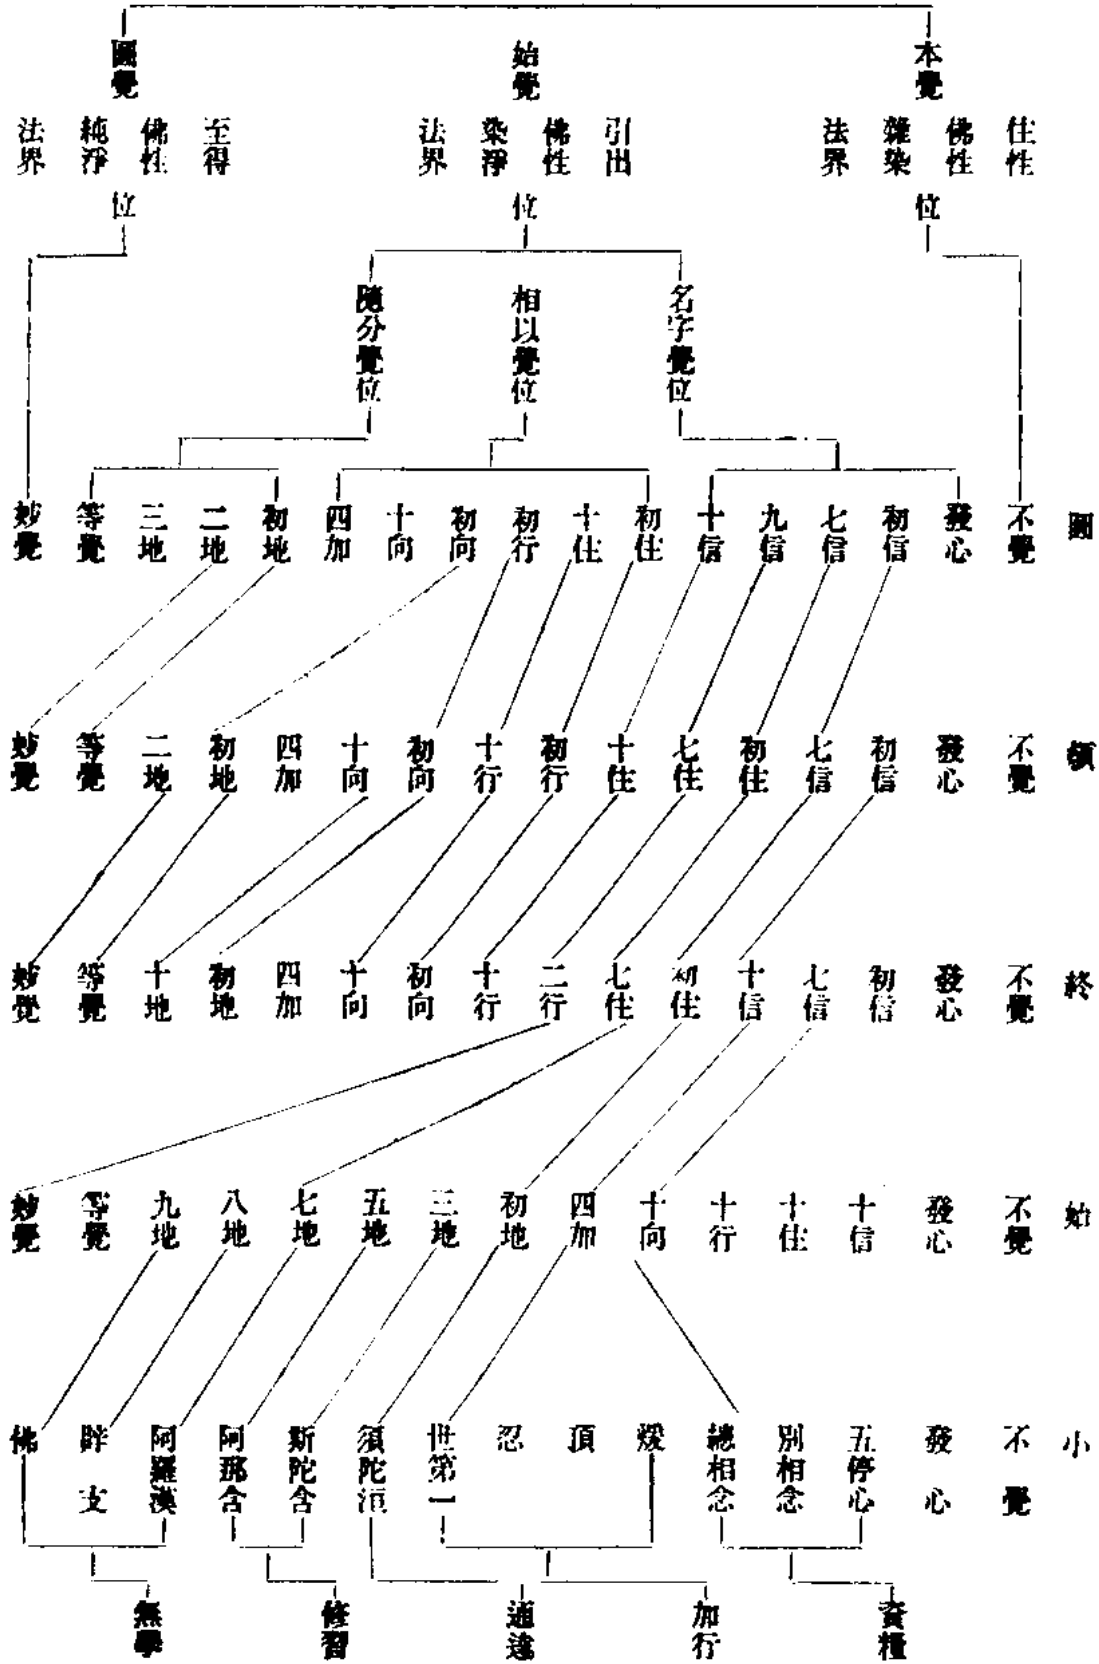 本覺
始覺
圓覺
住性
佛性
雜染
法界
位
引出
佛性
染淨
法界
位
至得
佛性
純淨
法界
位
名字覺位
相以覺位
隨分覺位
圓
不覺
發心
初信
七信
九信
十信
初住
十住
初行
初向
十向
四加
初地
二地
三地
等覺
妙覺
頓
不覺
發心
初信
七信
初住
七住
十住
初行
十行
初向
十向
四加
初地
二地
等覺
妙覺
終
不覺
發心
初信
七信
十信
初住
七住
二行
十行
初向
十向
四加
初地
十地
等覺
妙覺
始
不覺
發心
十信
十住
十行
十向
四加
初地
三地
五地
七地
八地
九地
等覺
妙覺
小
不覺
發心
五停心
別相念
總相念
煖
頂
忍
世第一
須陀洹
斯陀含
阿那含
阿羅漢
辟支
佛
資糧
加行
通達
修習
無學